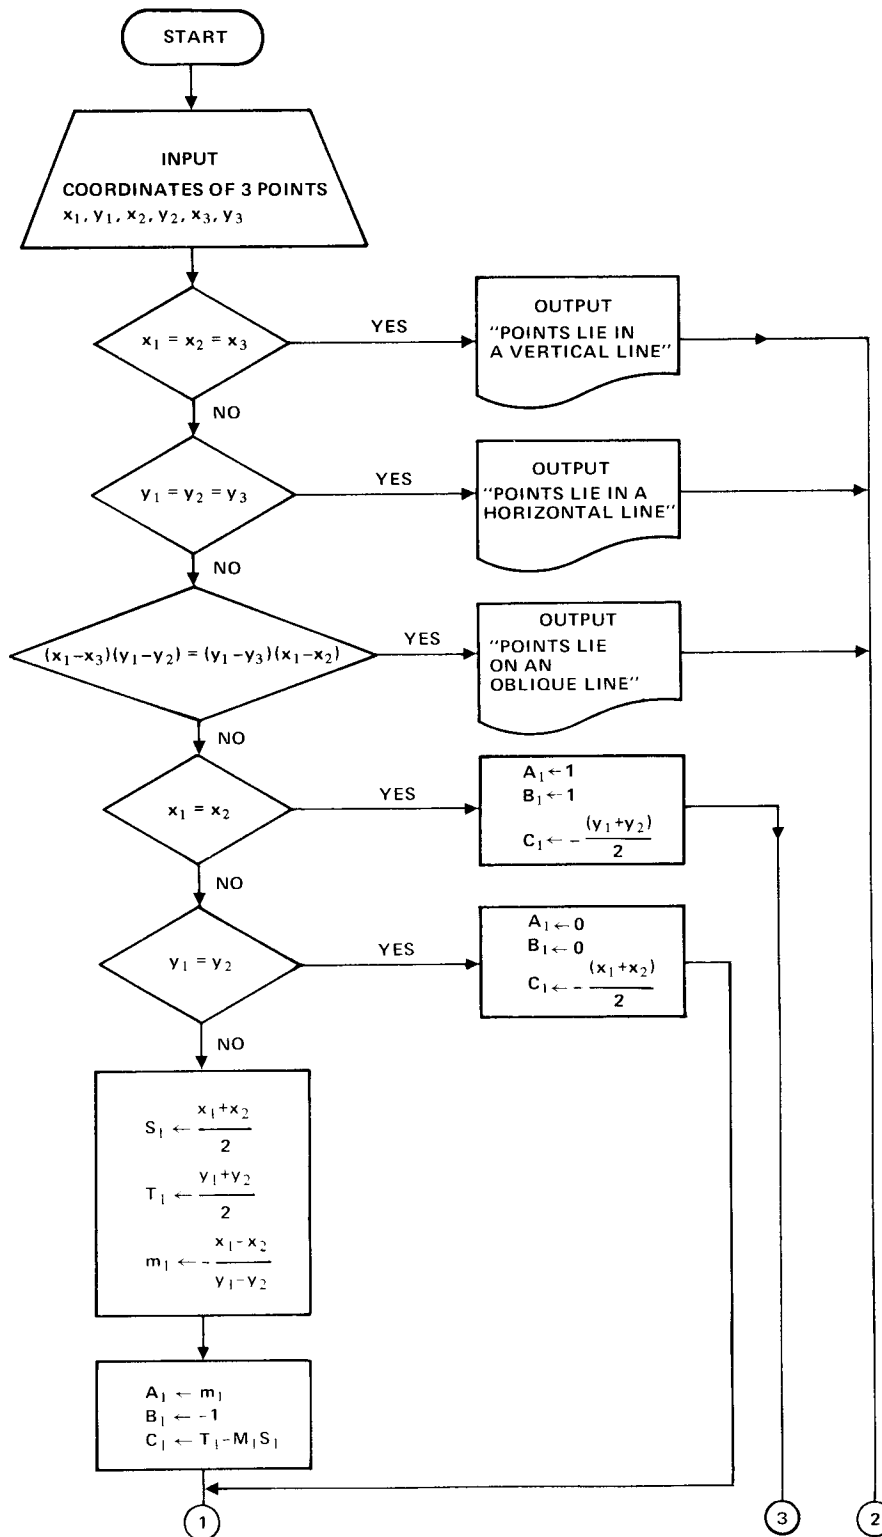 START
INPUT
COORDINATES OF 3 POINTS
x₁, y₁, x₂, y₂, x₃, y₃
x₁ = x₂ = x₃
YES
OUTPUT
"POINTS LIE IN
A VERTICAL LINE"
NO
y₁ = y₂ = y₃
YES
OUTPUT
"POINTS LIE IN A
HORIZONTAL LINE"
NO
(x₁-x₃)(y₁-y₂) = (y₁-y₃)(x₁-x₂)
YES
OUTPUT
"POINTS LIE
ON AN
OBLIQUE LINE"
NO
x₁ = x₂
YES
A₁ ← 1
B₁ ← 1
C₁ ← - (y₁+y₂)/2
NO
y₁ = y₂
YES
A₁ ← 0
B₁ ← 0
C₁ ← - (x₁+x₂)/2
NO
S₁ ← x₁+x₂/2
T₁ ← y₁+y₂/2
m₁ ← - x₁-x₂/y₁-y₂
A₁ ← m₁
B₁ ← -1
C₁ ← T₁-M₁S₁
1
3
2